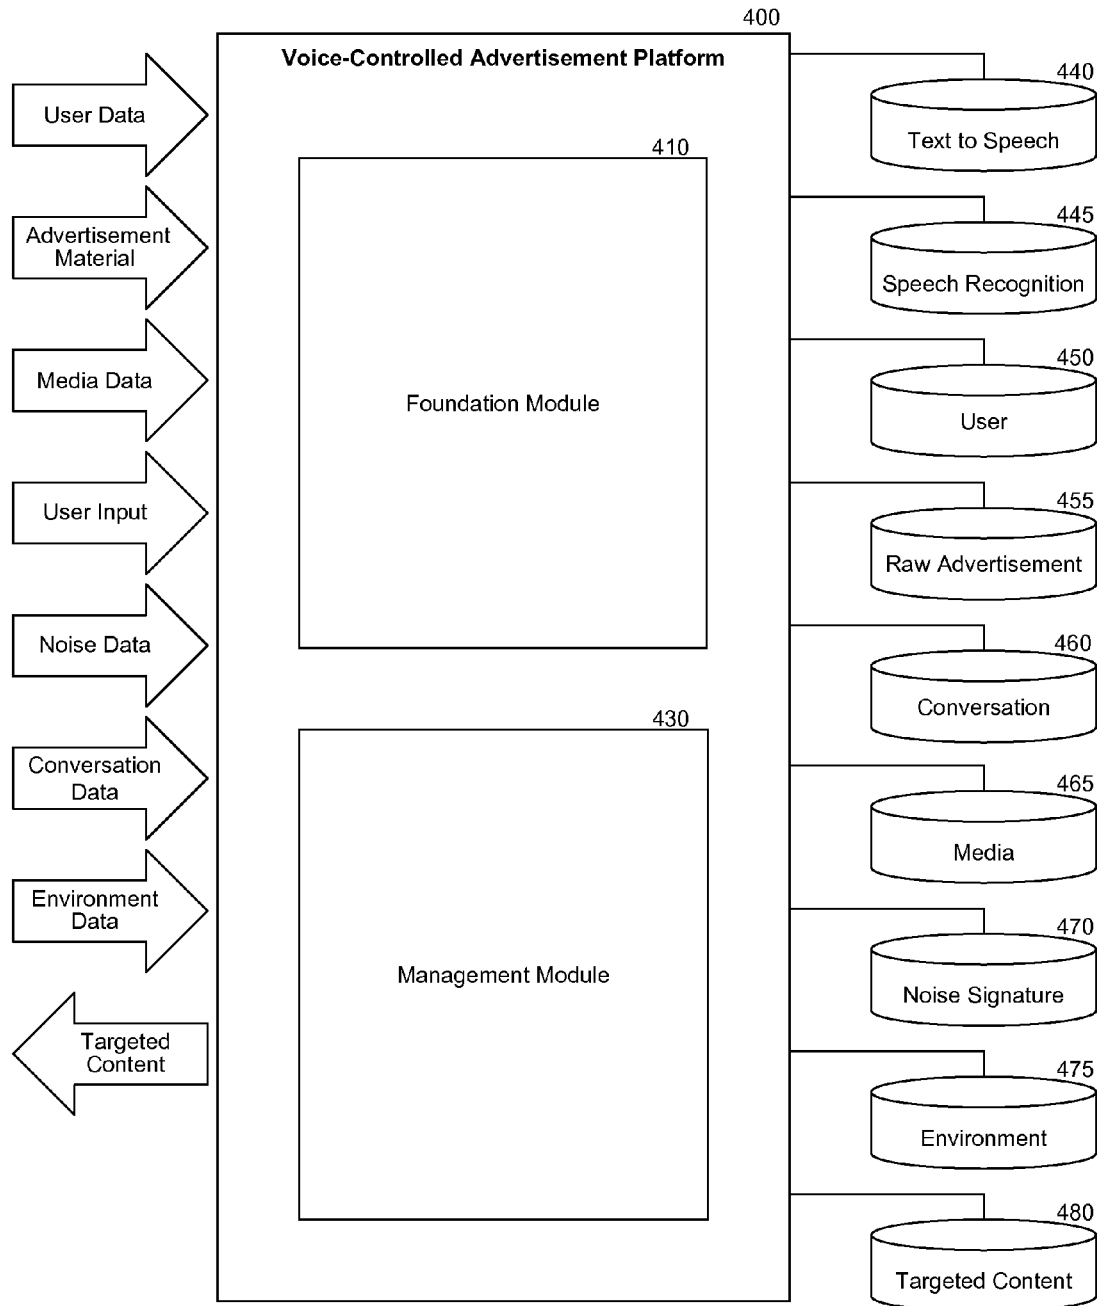 400
Voice-Controlled Advertisement Platform
User Data
Advertisement
Material
Media Data
User Input
Noise Data
Conversation
Data
Environment
Data
Targeted
Content
410
Foundation Module
430
Management Module
440
Text to Speech
445
Speech Recognition
450
User
455
Raw Advertisement
460
Conversation
465
Media
470
Noise Signature
475
Environment
480
Targeted Content